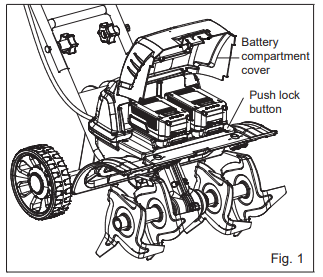 Battery
compartment
cover
Push lock
button
Fig. 1